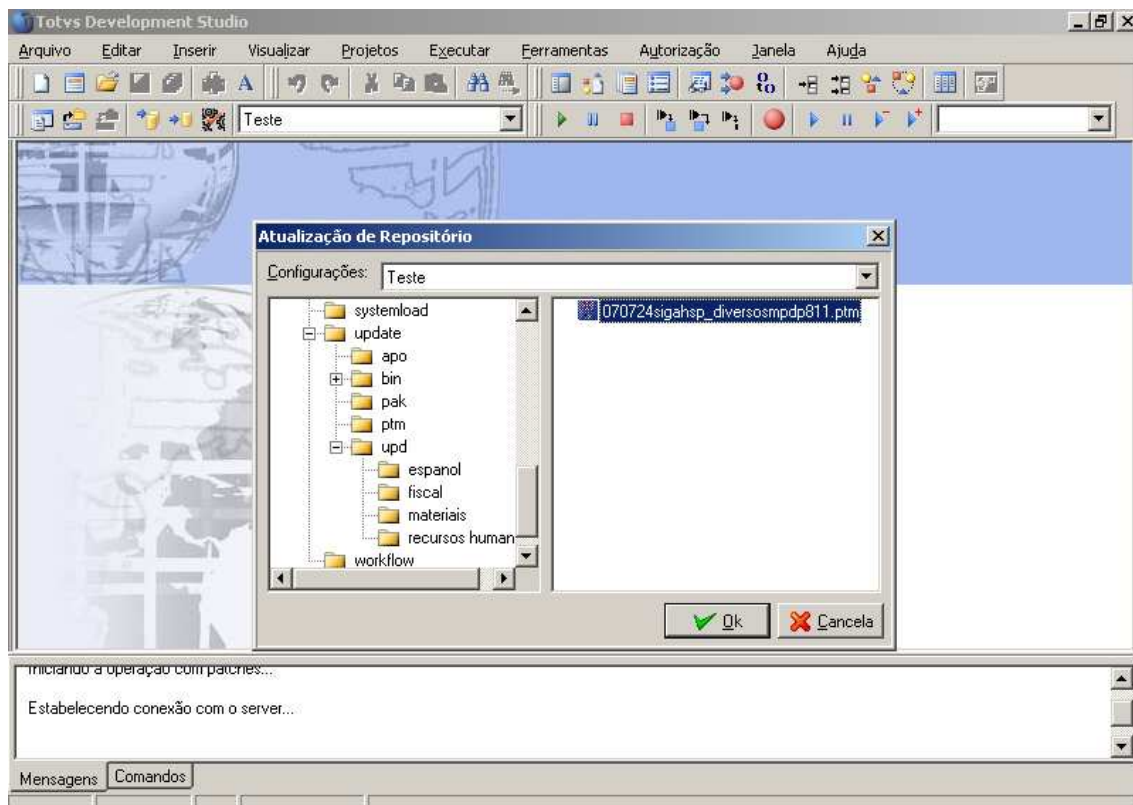 Totvs Development Studio
Arquivo Editar Inserir Visualizar Projetos Executar Ferramentas Autorização Janela Ajuda
Teste
Atualização de Repositório
Configurações: Teste
systemload
update
apo
bin
pak
ptm
upd
espanol
fiscal
materiais
recursos human
workflow
070724sigahsp_diversosmpdp811.ptm
Ok Cancela
Iniciando a operação com patches...
Estabelecendo conexão com o server...
Mensagens Comandos